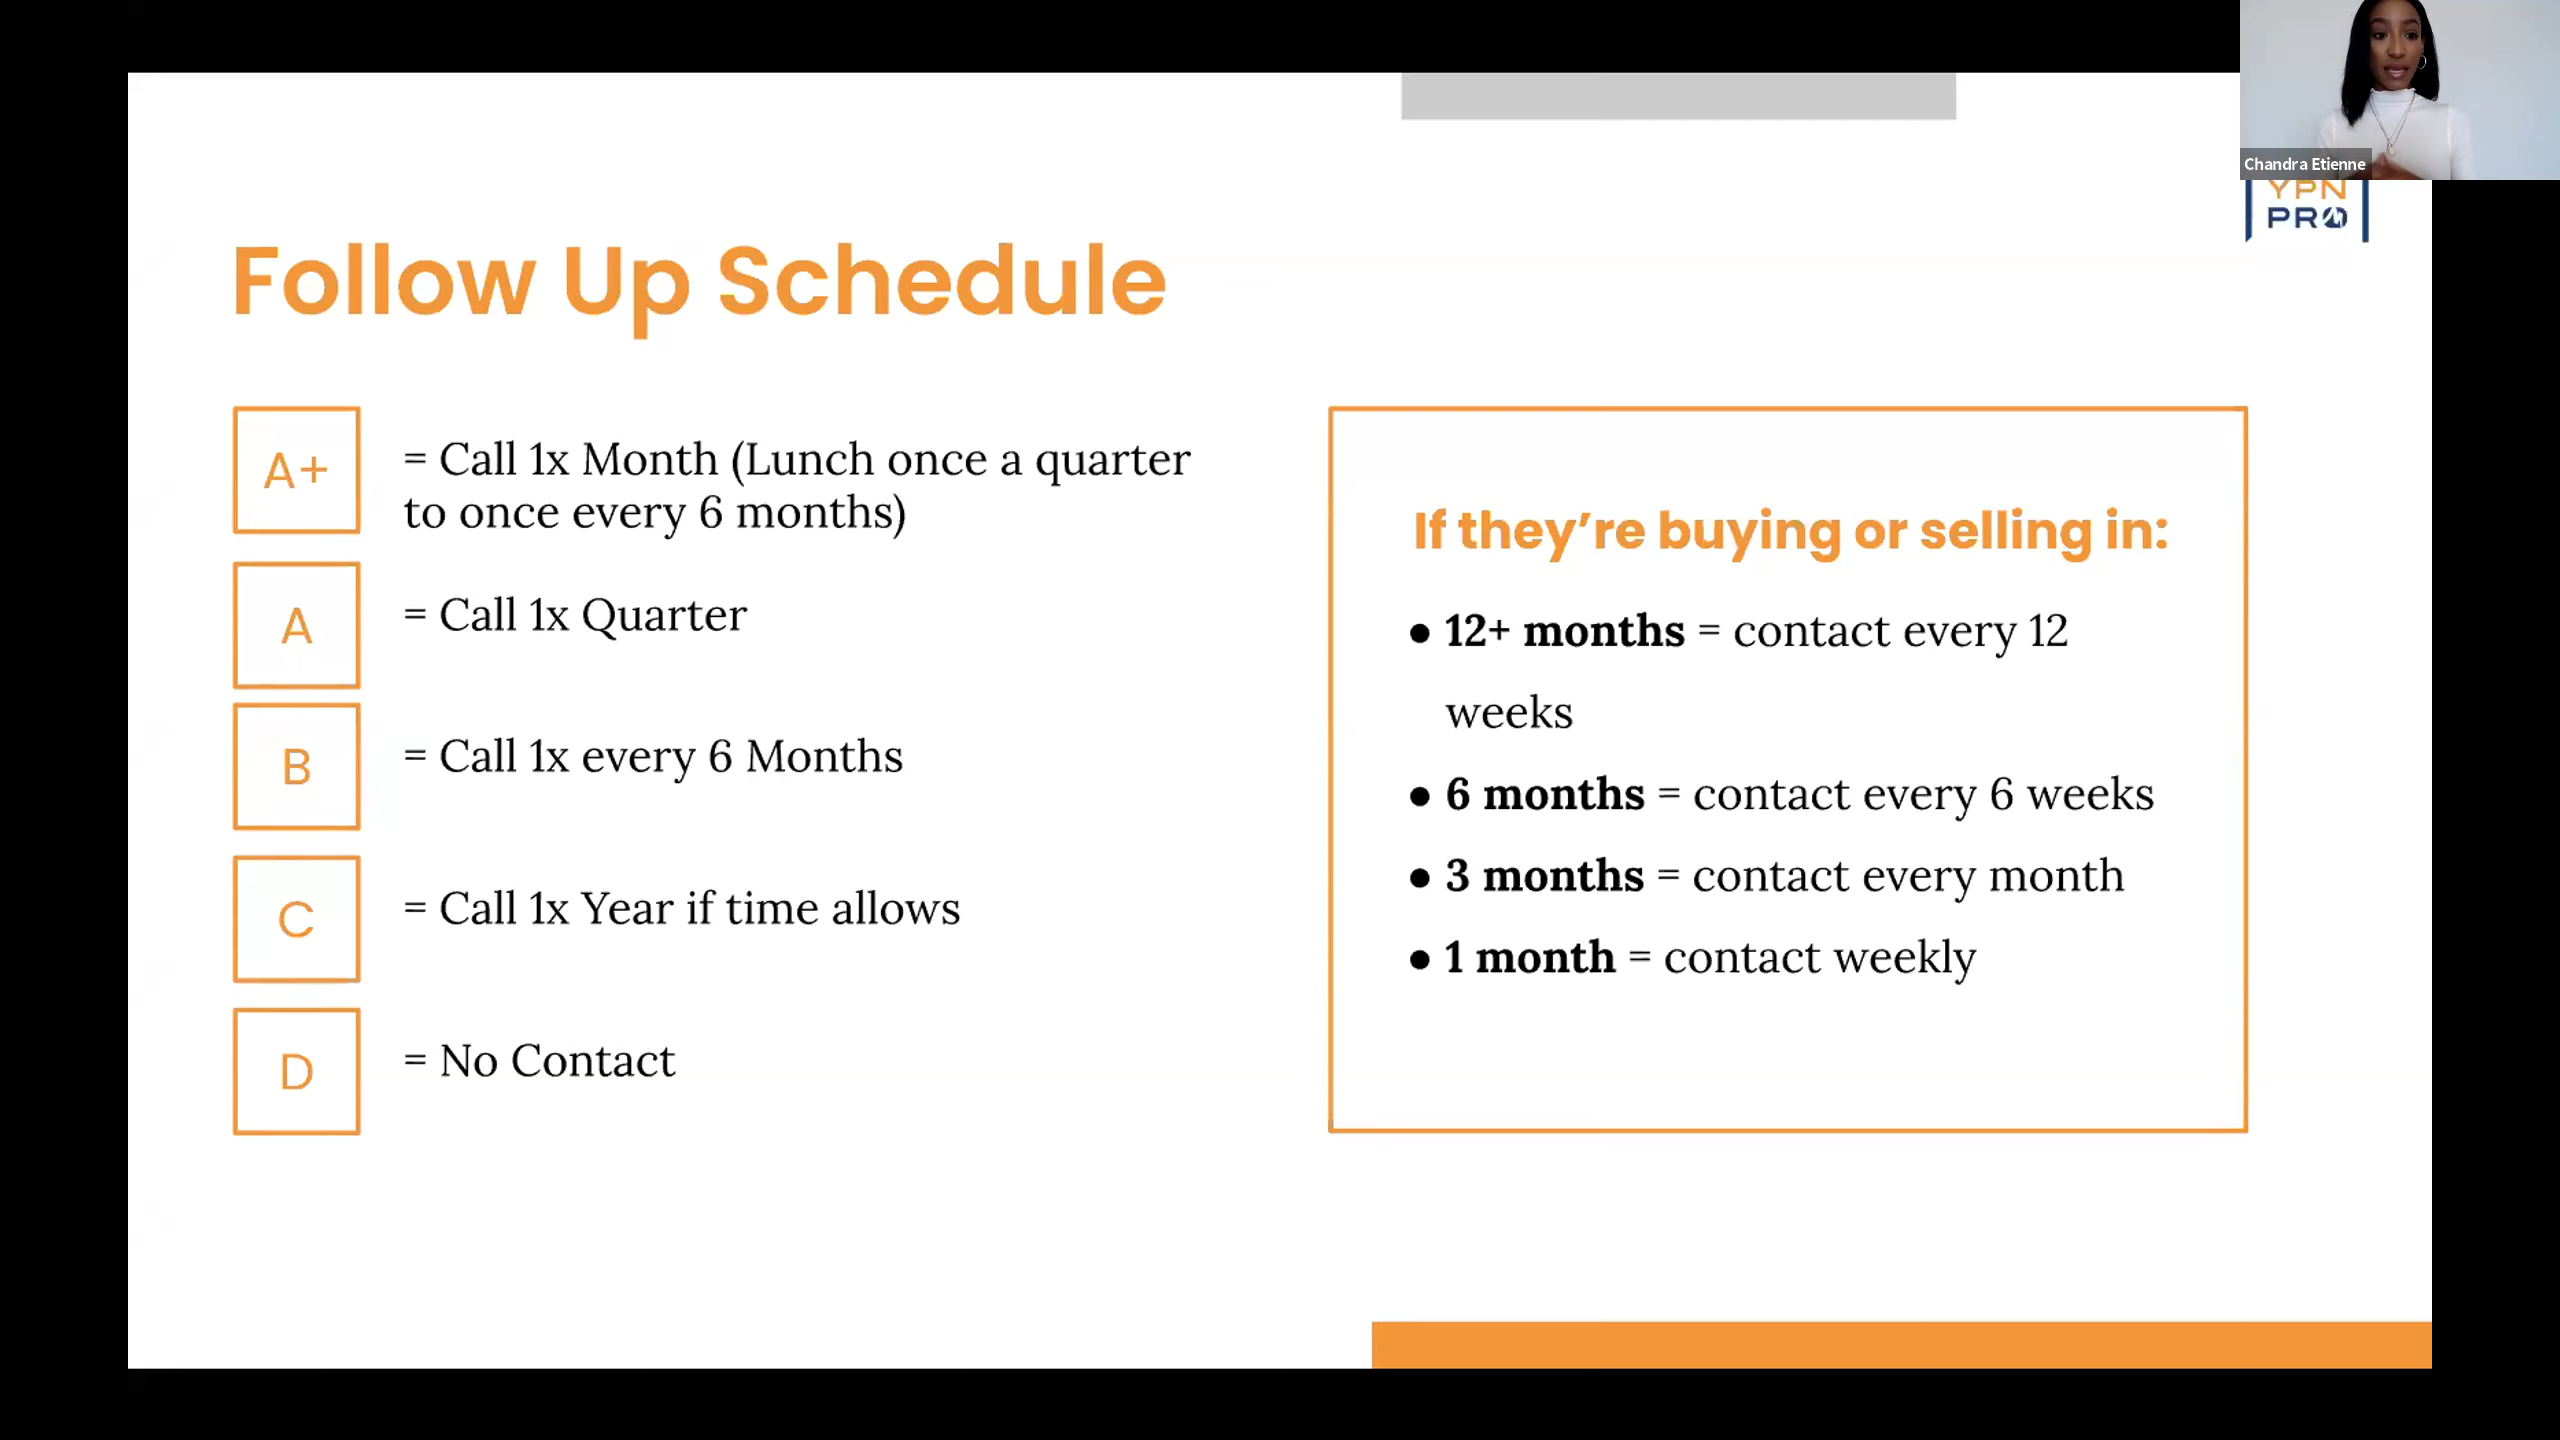 Chandra Etienne
YPN
PRO
Follow Up Schedule
A+
= Call 1x Month (Lunch once a quarter
to once every 6 months)
A
= Call 1x Quarter
B
= Call 1x every 6 Months
C
= Call 1x Year if time allows
D
= No Contact
If they’re buying or selling in:
● 12+ months = contact every 12
weeks
● 6 months = contact every 6 weeks
● 3 months = contact every month
● 1 month = contact weekly